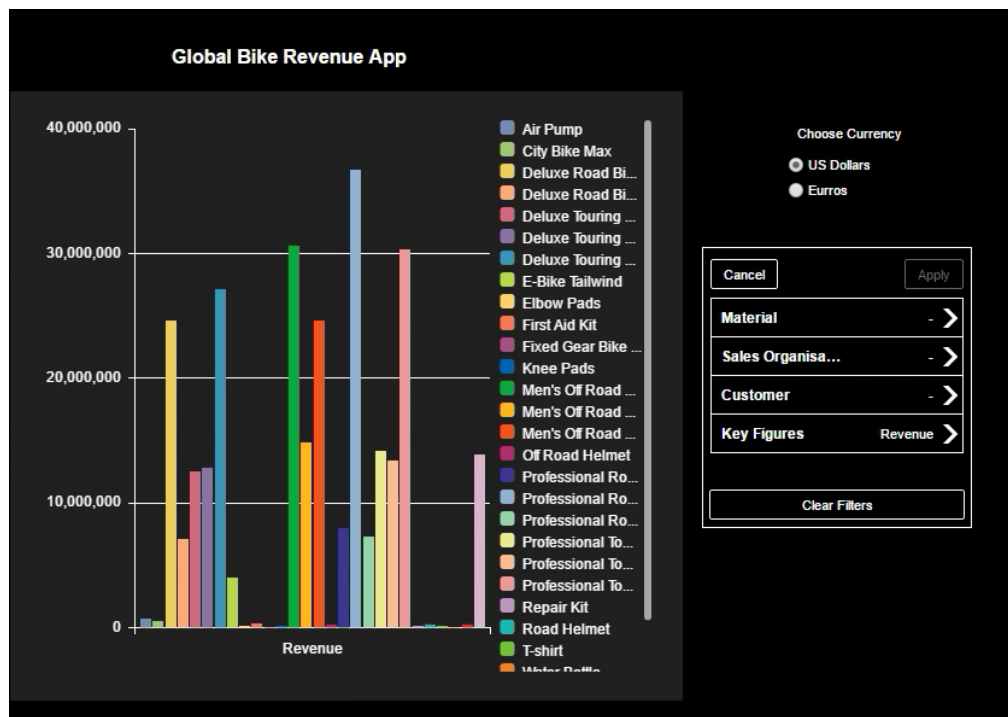 Global Bike Revenue App
40,000,000
30,000,000
20,000,000
10,000,000
0
Revenue
Air Pump
City Bike Max
Deluxe Road Bi...
Deluxe Road Bi...
Deluxe Touring ...
Deluxe Touring ...
Deluxe Touring ...
E-Bike Tailwind
Elbow Pads
First Aid Kit
Fixed Gear Bike ...
Knee Pads
Men's Off Road ...
Men's Off Road ...
Men's Off Road ...
Off Road Helmet
Professional Ro...
Professional Ro...
Professional Ro...
Professional To...
Professional To...
Professional To...
Repair Kit
Road Helmet
T-shirt
Water Bottle
Choose Currency
US Dollars
Eurros
Cancel Apply
Material -
Sales Organisa... -
Customer -
Key Figures Revenue
Clear Filters